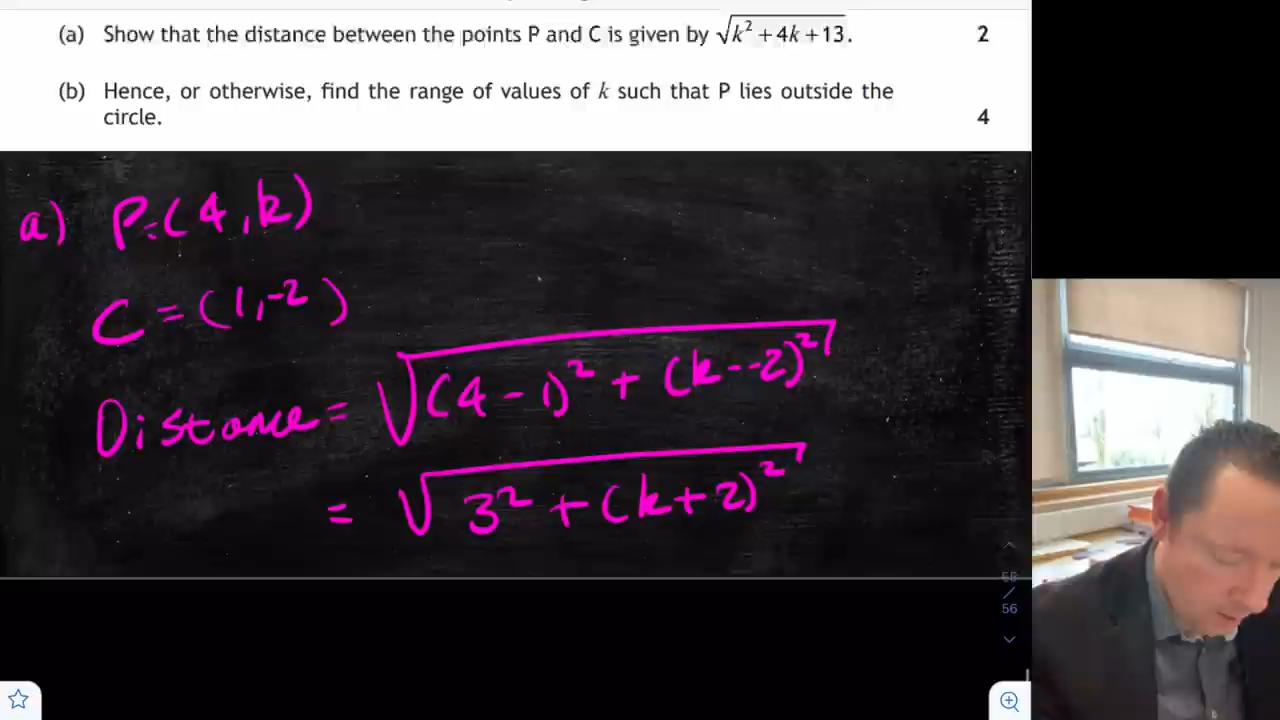 (a) Show that the distance between the points P and C is given by √(k² + 4k + 13). 2
(b) Hence, or otherwise, find the range of values of k such that P lies outside the
circle. 4
a) P = (4, k)
C = (1, -2)
Distance = √((4 - 1)² + (k - -2)²)
= √(3² + (k + 2)²)
55
/
56